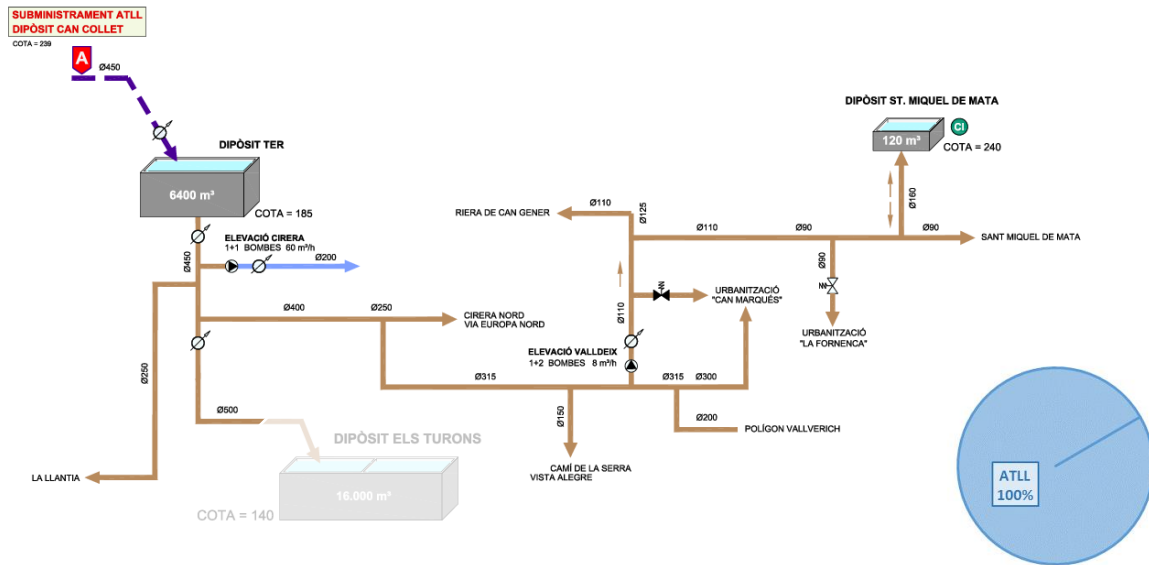 SUBMINISTRAMENT ATLL
DIPÒSIT CAN COLLET
COTA = 239
A
Ø450
DIPÒSIT TER
6400 m³
COTA = 185
DIPÒSIT ST. MIQUEL DE MATA
120 m³
CI
COTA = 240
Ø160
RIERA DE CAN GENER
Ø110
Ø125
Ø110
Ø90
Ø90
SANT MIQUEL DE MATA
ELEVACIÓ CIRERA
1+1 BOMBES 60 m³/h
Ø200
Ø450
Ø90
URBANITZACIÓ
"CAN MARQUÉS"
URBANITZACIÓ
"LA FORNENCA"
Ø400
Ø250
CIRERA NORD
VIA EUROPA NORD
Ø110
ELEVACIÓ VALLDEIX
1+2 BOMBES 8 m³/h
Ø250
Ø315
Ø315
Ø300
Ø150
Ø200
POLÍGON VALLVERICH
Ø500
DIPÒSIT ELS TURONS
16.000 m³
COTA = 140
CAMÍ DE LA SERRA
VISTA ALEGRE
LA LLANTIA
ATLL
100%